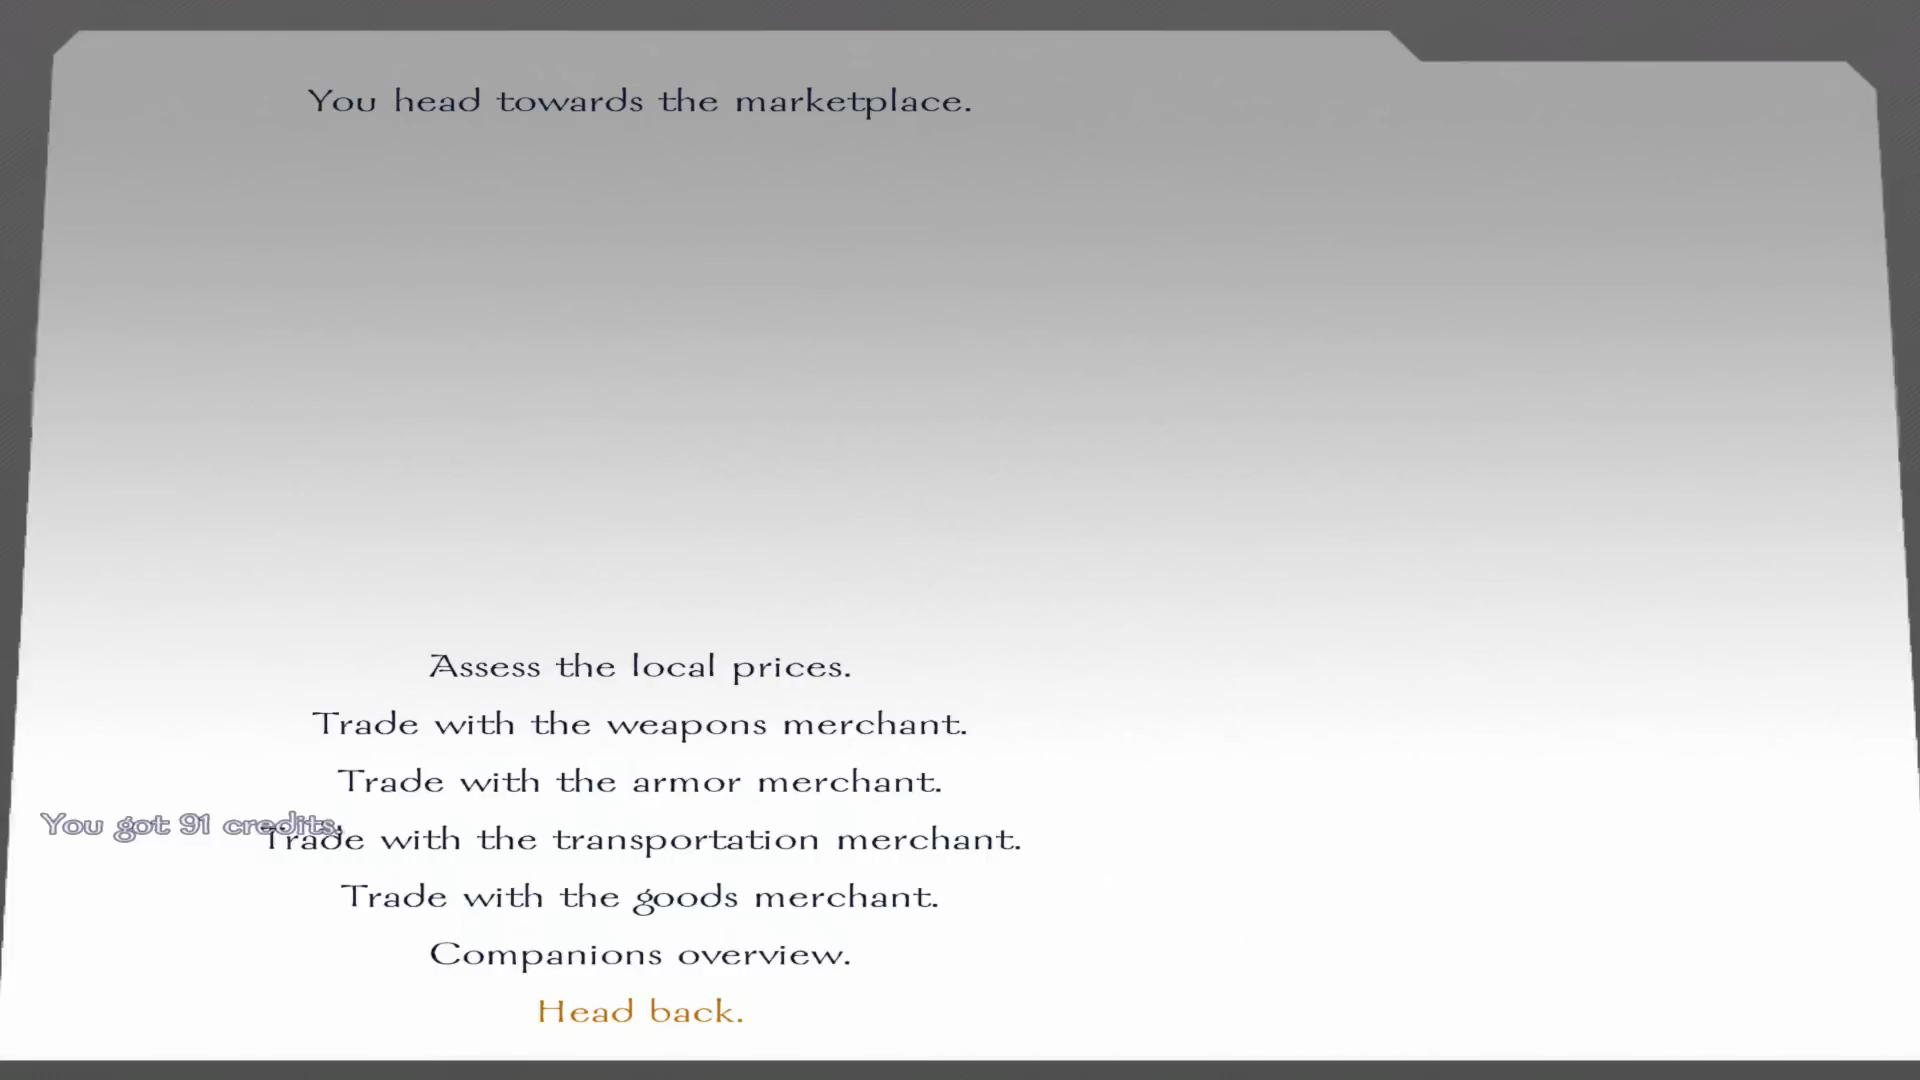 You head towards the marketplace.
Assess the local prices.
Trade with the weapons merchant.
Trade with the armor merchant.
You got 91 credits.
Trade with the transportation merchant.
Trade with the goods merchant.
Companions overview.
Head back.